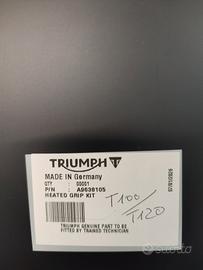 TRIUMPH
MADE IN Germany
QTY : 00001
P/N A9638105
HEATED GRIP KIT
T100/
T120
TRIUMPH GENUINE PART TO BE
FITTED BY TRAINED TECHNICIAN
subito